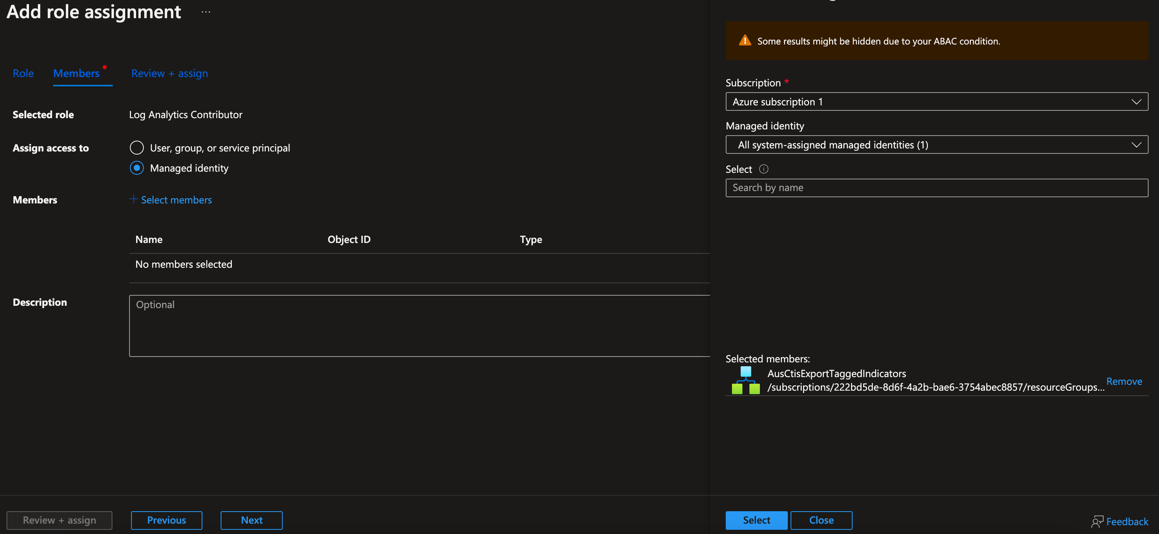 Add role assignment
...
Role
Members *
Review + assign
Selected role
Log Analytics Contributor
Assign access to
User, group, or service principal
Managed identity
Members
+ Select members
Name Object ID Type
No members selected
Description
Optional
Review + assign
Previous
Next
Some results might be hidden due to your ABAC condition.
Subscription *
Azure subscription 1
Managed identity
All system-assigned managed identities (1)
Select
Search by name
Selected members:
AusCtisExportTaggedIndicators
/subscriptions/222bd5de-8d6f-4a2b-bae6-3754abec8857/resourceGroups...
Remove
Select
Close
Feedback